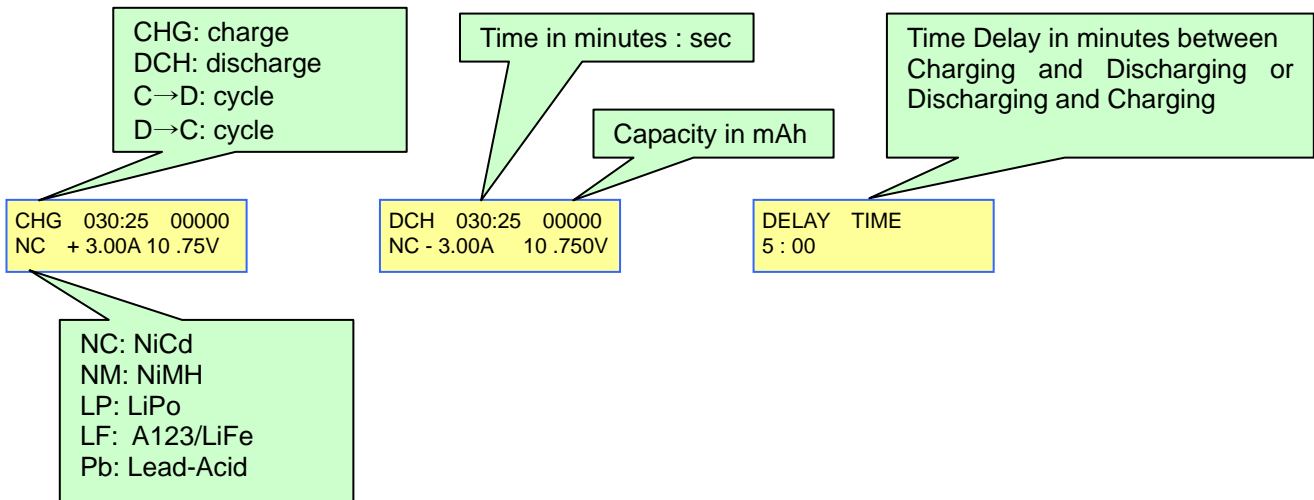 CHG: charge
DCH: discharge
C→D: cycle
D→C: cycle
Time in minutes : sec
Capacity in mAh
Time Delay in minutes between
Charging and Discharging or
Discharging and Charging
CHG 030:25 00000
NC + 3.00A 10 .75V
DCH 030:25 00000
NC - 3.00A 10 .750V
DELAY TIME
5 : 00
NC: NiCd
NM: NiMH
LP: LiPo
LF: A123/LiFe
Pb: Lead-Acid